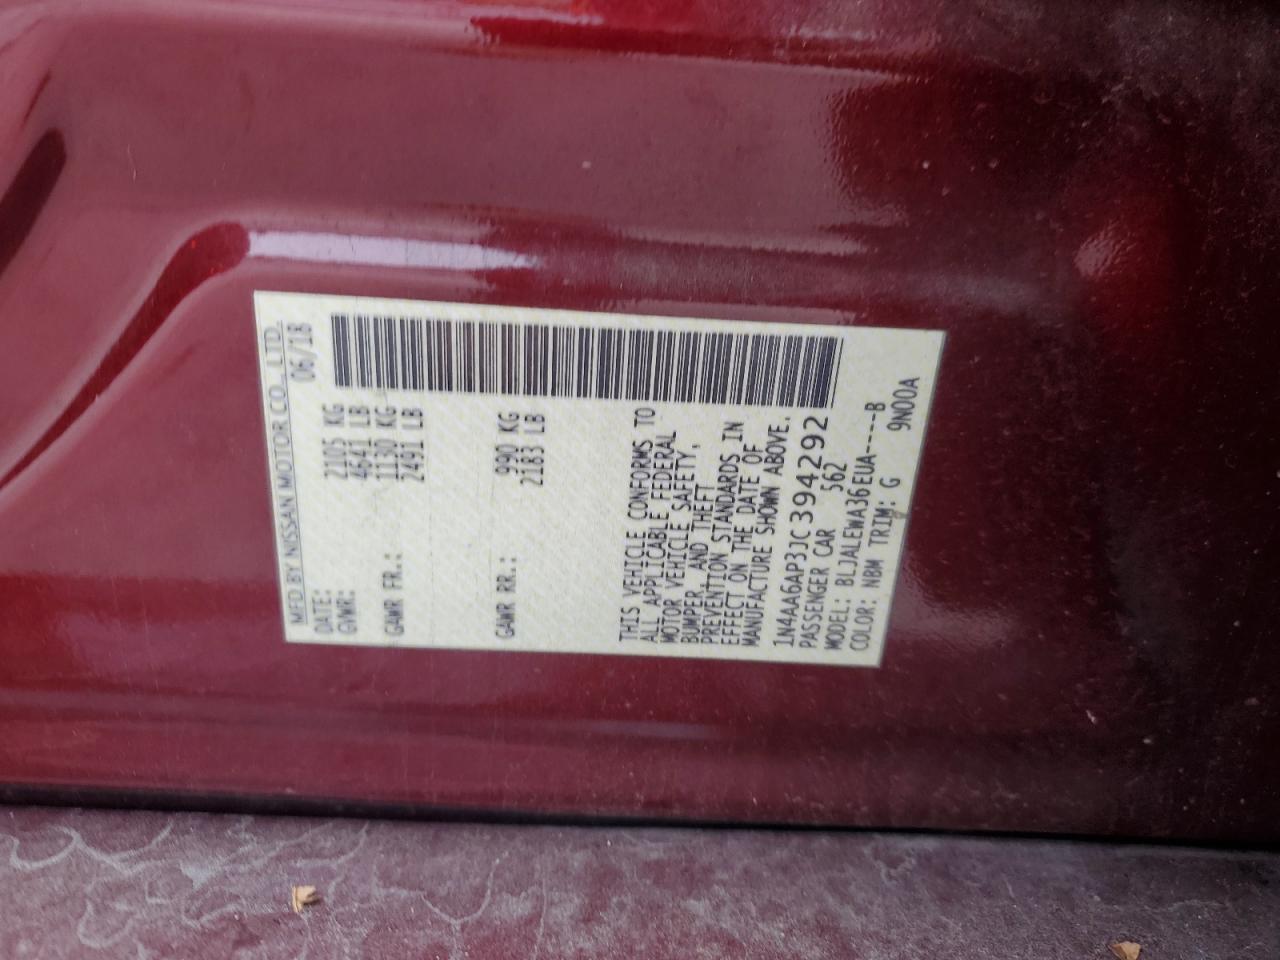 MFD BY NISSAN MOTOR CO., LTD.
DATE: 06/18
GVWR: 2105 KG
4641 LB
GAWR FR.: 1130 KG
2491 LB
GAWR RR.: 990 KG
2183 LB
THIS VEHICLE CONFORMS TO
ALL APPLICABLE FEDERAL
MOTOR VEHICLE SAFETY,
BUMPER, AND THEFT
PREVENTION STANDARDS IN
EFFECT ON THE DATE OF
MANUFACTURE SHOWN ABOVE.
1N4AA6AP3JC394292
PASSENGER CAR 562
MODEL: BLJALEWA36EUA----B
COLOR: NBM TRIM: G 9N00A